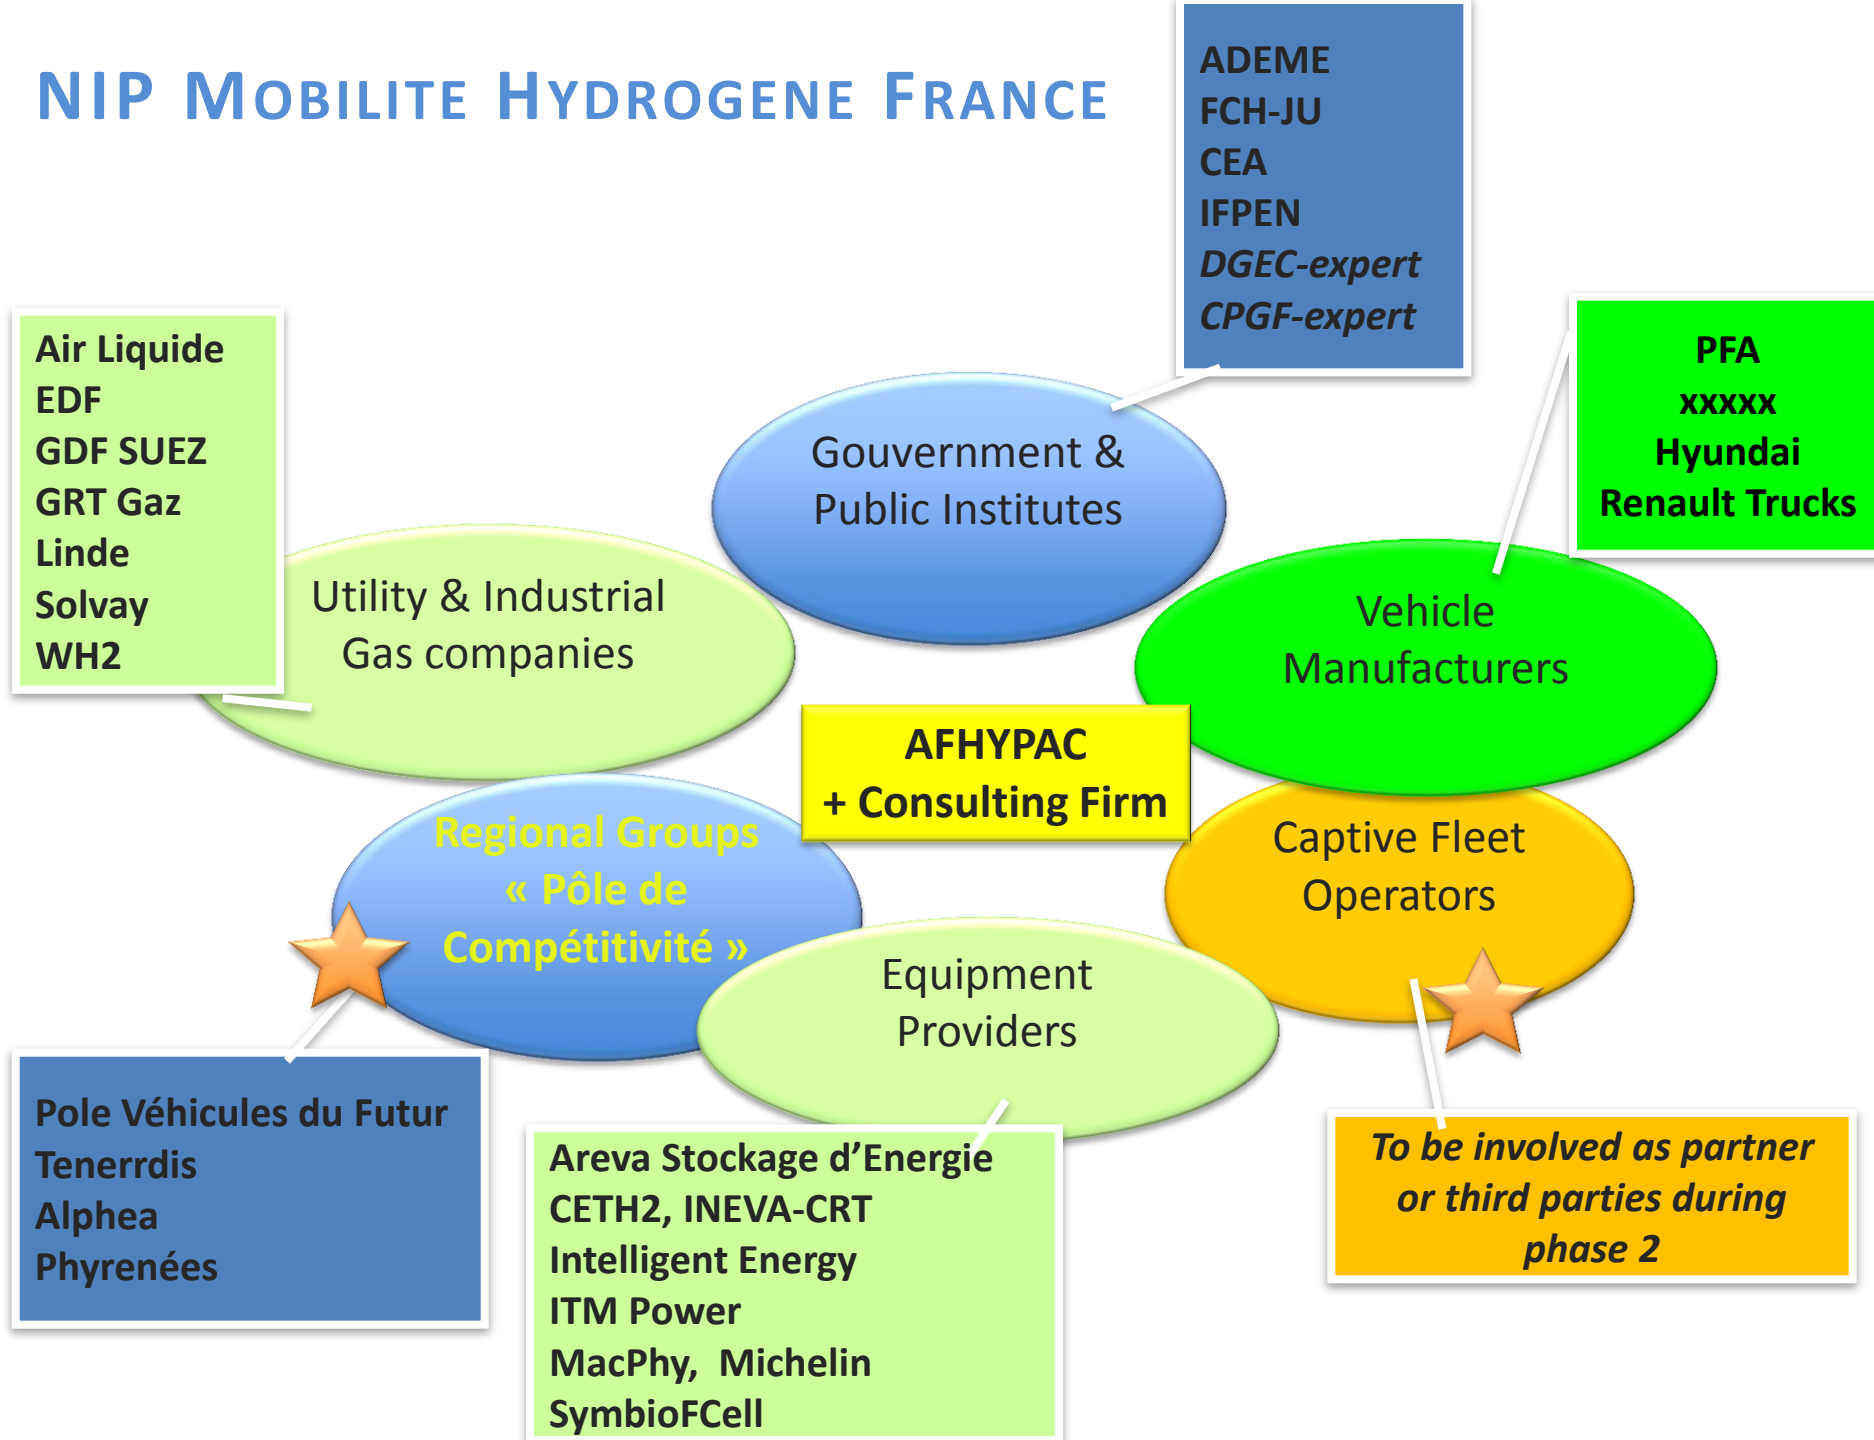 NIP MOBILITE HYDROGENE FRANCE
ADEME
FCH-JU
CEA
IFPEN
DGEC-expert
CPGF-expert
Air Liquide
EDF
GDF SUEZ
GRT Gaz
Linde
Solvay
WH2
PFA
xxxxx
Hyundai
Renault Trucks
Gouvernment &
Public Institutes
Utility & Industrial
Gas companies
Vehicle
Manufacturers
AFHYPAC
+ Consulting Firm
Regional Groups
« Pôle de
Compétitivité »
Captive Fleet
Operators
Equipment
Providers
Pole Véhicules du Futur
Tenerrdis
Alphea
Phyrenées
Areva Stockage d’Energie
CETH2, INEVA-CRT
Intelligent Energy
ITM Power
MacPhy, Michelin
SymbioFCell
To be involved as partner
or third parties during
phase 2